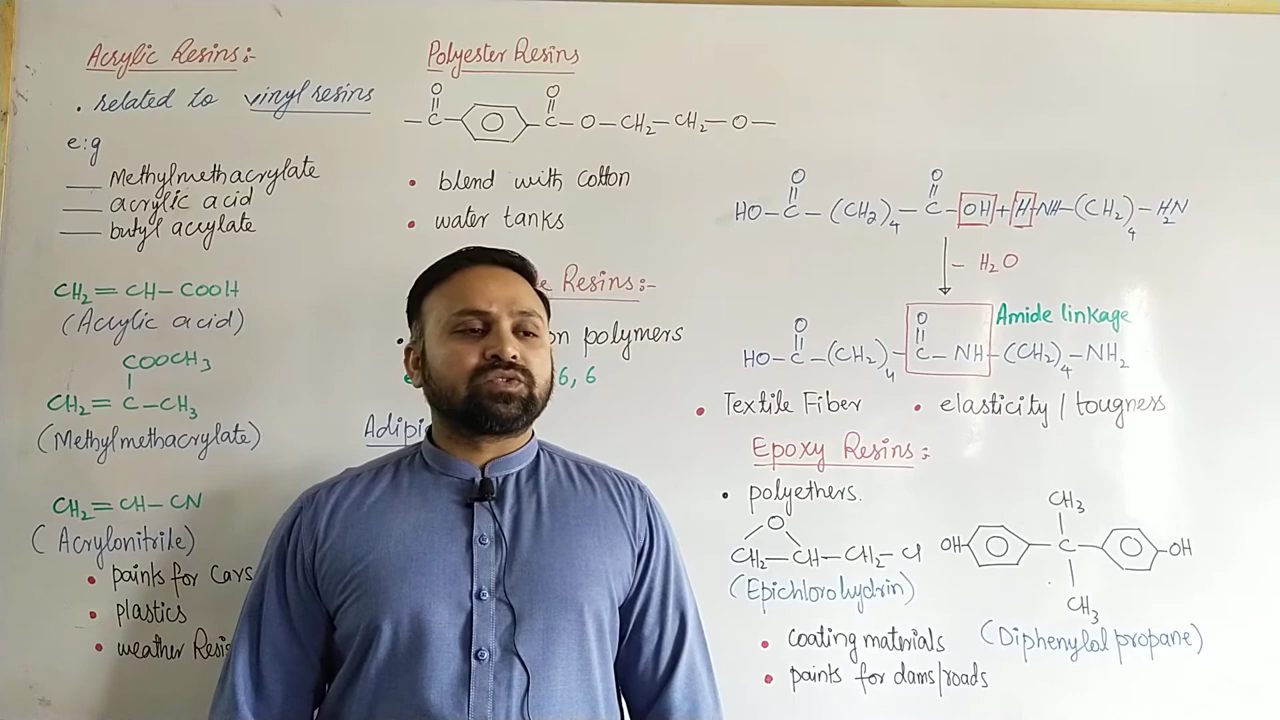 Acrylic Resins:-
. related to vinyl resins
e:g
Methylmethacrylate
acrylic acid
butyl acrylate
CH₂ = CH - COOH
(Acrylic acid)
COOCH₃
CH₂ = C - CH₃
(Methylmethacrylate)
CH₂ = CH - CN
(Acrylonitrile)
• paints for Cars
• plastics
• weather
Polyester Resins
O O
- C - C - O - CH₂ - CH₂ - O -
• blend with cotton
• water tanks
Resins:-
polymers
6, 6
O O
HO - C - (CH₂)₄ - C - OH + H - NH - (CH₂)₄ - H₂N
- H₂O
O O Amide linkage
HO - C - (CH₂)₄ - C - NH - (CH₂)₄ - NH₂
• Textile Fiber • elasticity / tougness
Epoxy Resins:-
• polyethers.
O
CH₂ - CH - CH₂ - Cl
(Epichlorohydrin)
CH₃
OH - C - OH
CH₃
(Diphenylol propane)
• coating materials
• paints for dams/roads